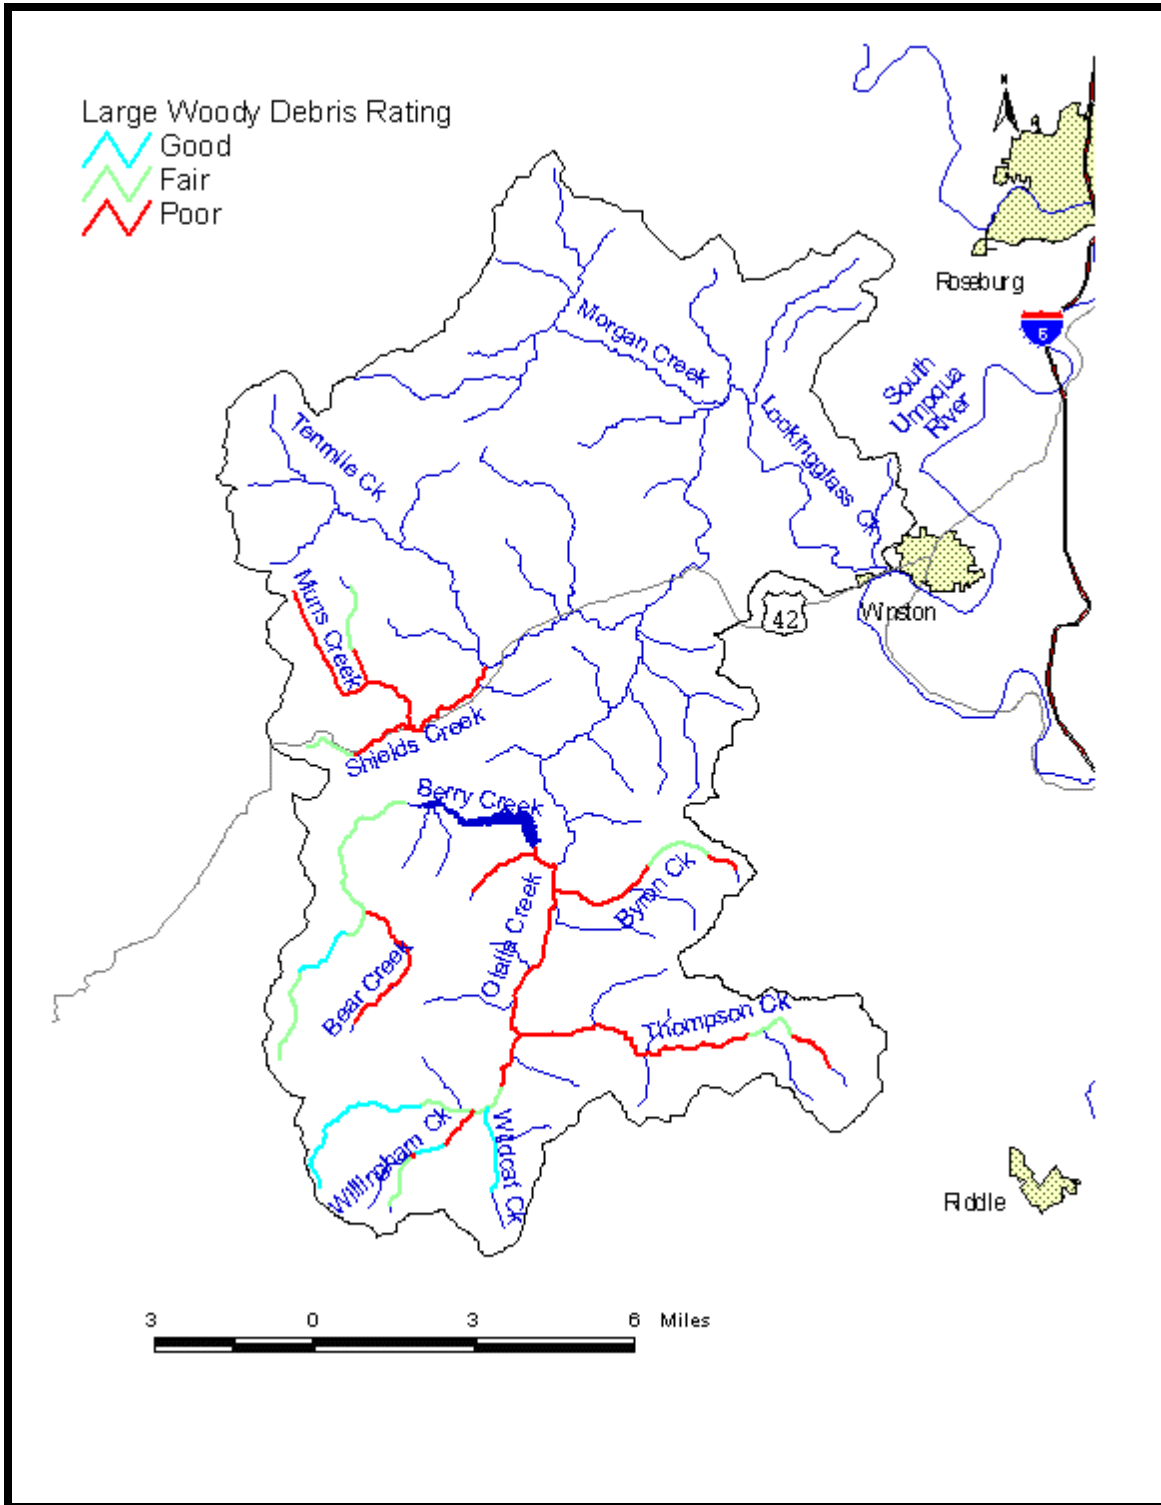 Large Woody Debris Rating
Good
Fair
Poor
N
Roseburg
5
Morgan Creek
South
Umpqua
River
Lookingglass Ck
Tenmile Ck
Winston
42
Muns Creek
Shields Creek
Berry Creek
Byron Ck
Olalla Creek
Bear Creek
Thompson Ck
Willingham Ck
Wildcat Ck
Riddle
3 0 3 6 Miles